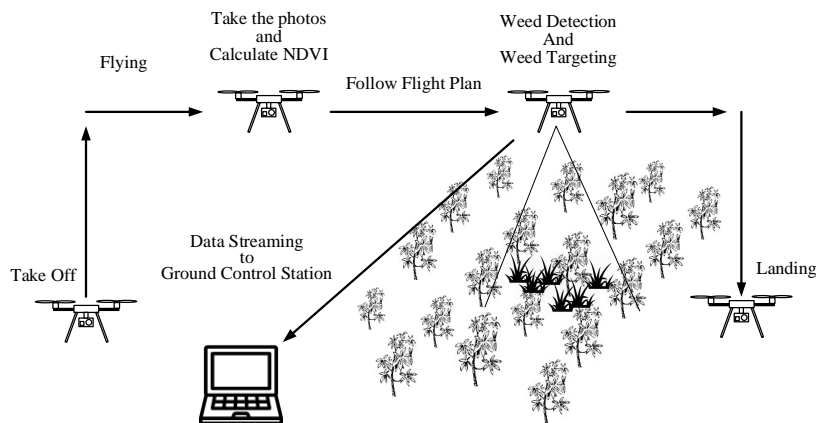 Take the photos
and
Calculate NDVI
Weed Detection
And
Weed Targeting
Flying
Follow Flight Plan
Data Streaming
to
Ground Control Station
Take Off
Landing